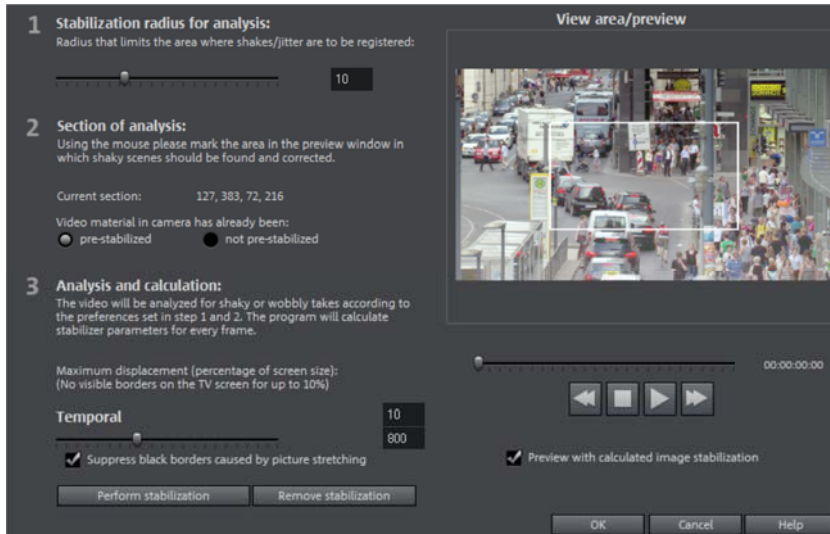 1 Stabilization radius for analysis:
Radius that limits the area where shakes/jitter are to be registered:
10
2 Section of analysis:
Using the mouse please mark the area in the preview window in
which shaky scenes should be found and corrected.
Current section: 127, 383, 72, 216
Video material in camera has already been:
pre-stabilized not pre-stabilized
3 Analysis and calculation:
The video will be analyzed for shaky or wobbly takes according to
the preferences set in step 1 and 2. The program will calculate
stabilizer parameters for every frame.
Maximum displacement (percentage of screen size):
(No visible borders on the TV screen for up to 10%)
10
Temporal
800
Suppress black borders caused by picture stretching
Perform stabilization Remove stabilization
View area/preview
00:00:00:00
Preview with calculated image stabilization
OK Cancel Help